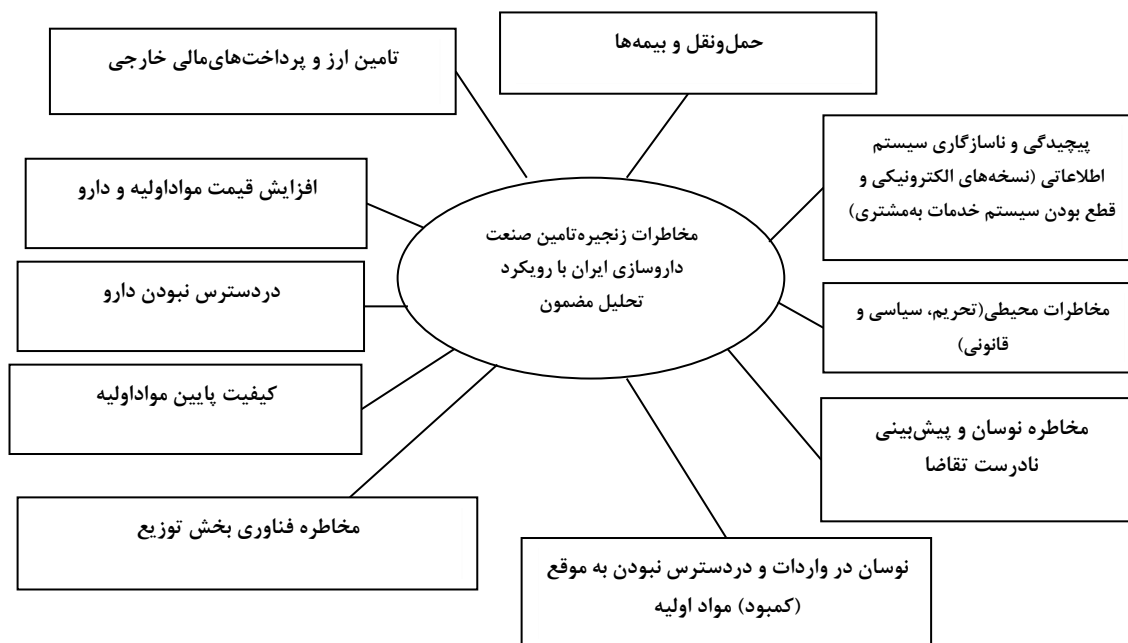 حمل‌ونقل و بیمه‌ها
تامین ارز و پرداخت‌های‌مالی خارجی
پیچیدگی و ناسازگاری سیستم
اطلاعاتی (نسخه‌های الکترونیکی و
قطع بودن سیستم خدمات به‌مشتری)
افزایش قیمت مواداولیه و دارو
مخاطرات زنجیره‌تامین صنعت
داروسازی ایران با رویکرد
تحلیل مضمون
دردسترس نبودن دارو
مخاطرات محیطی(تحریم، سیاسی و
قانونی)
کیفیت پایین مواداولیه
مخاطره نوسان و پیش‌بینی
نادرست تقاضا
مخاطره فناوری بخش توزیع
نوسان در واردات و دردسترس نبودن به موقع
(کمبود) مواد اولیه